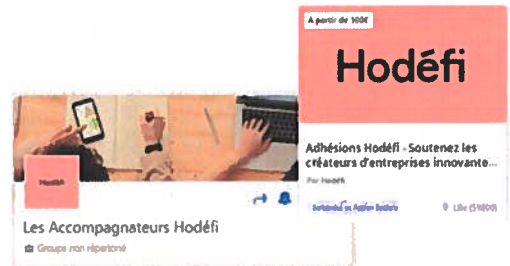 A partir de 100€
Hodéfi
Adhésions Hodéfi - Soutenez les
créateurs d'entreprises innovante...
Par Hodéfi
Lille (59800)
Hodéfi
Les Accompagnateurs Hodéfi
Groupe non répertorié